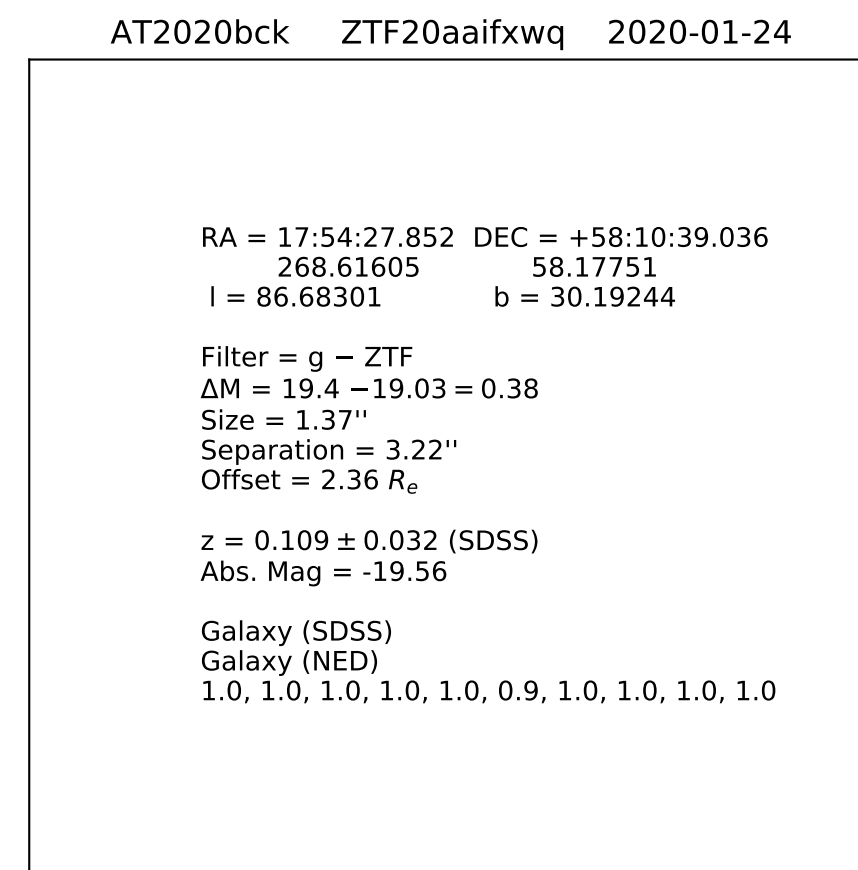 AT2020bck ZTF20aaifxwq 2020-01-24
RA = 17:54:27.852 DEC = +58:10:39.036
268.61605 58.17751
l = 86.68301 b = 30.19244
Filter = g − ZTF
ΔM = 19.4 −19.03 = 0.38
Size = 1.37''
Separation = 3.22''
Offset = 2.36 Rₑ
z = 0.109 ± 0.032 (SDSS)
Abs. Mag = -19.56
Galaxy (SDSS)
Galaxy (NED)
1.0, 1.0, 1.0, 1.0, 1.0, 0.9, 1.0, 1.0, 1.0, 1.0